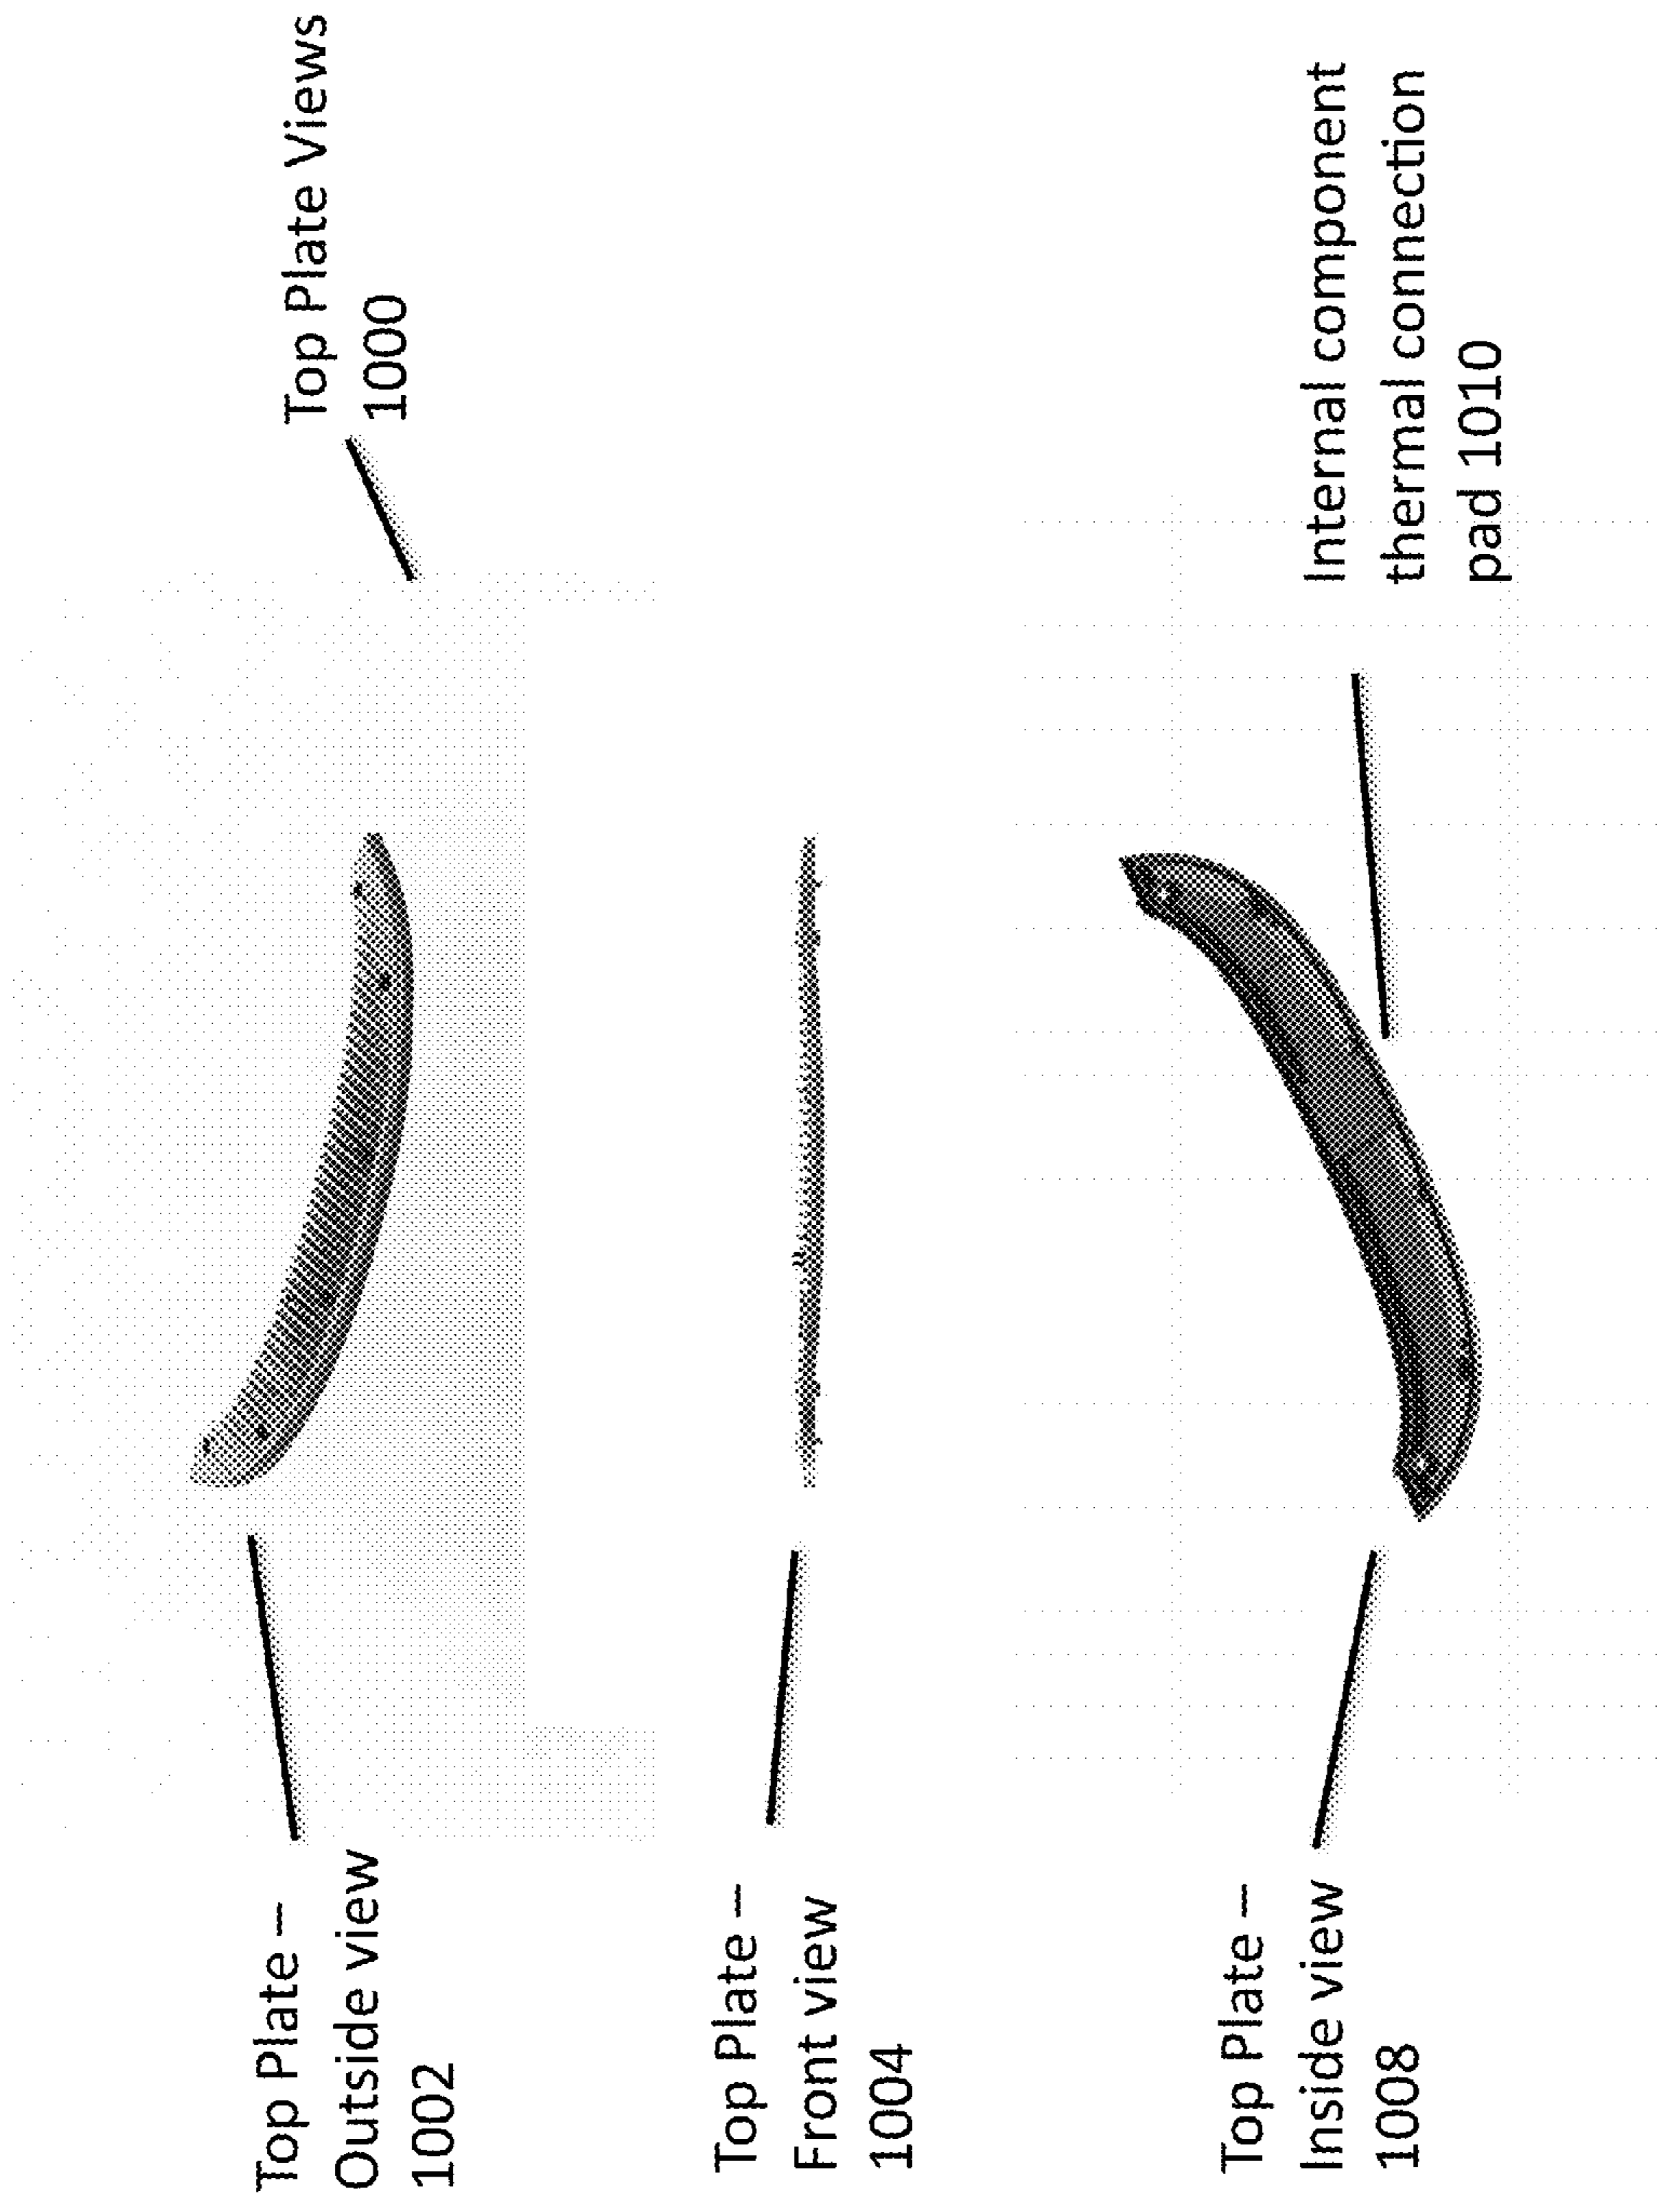 Top Plate Views
1000
Top Plate –
Outside view
1002
Top Plate –
Front view
1004
Top Plate –
Inside view
1008
Internal component
thermal connection
pad 1010